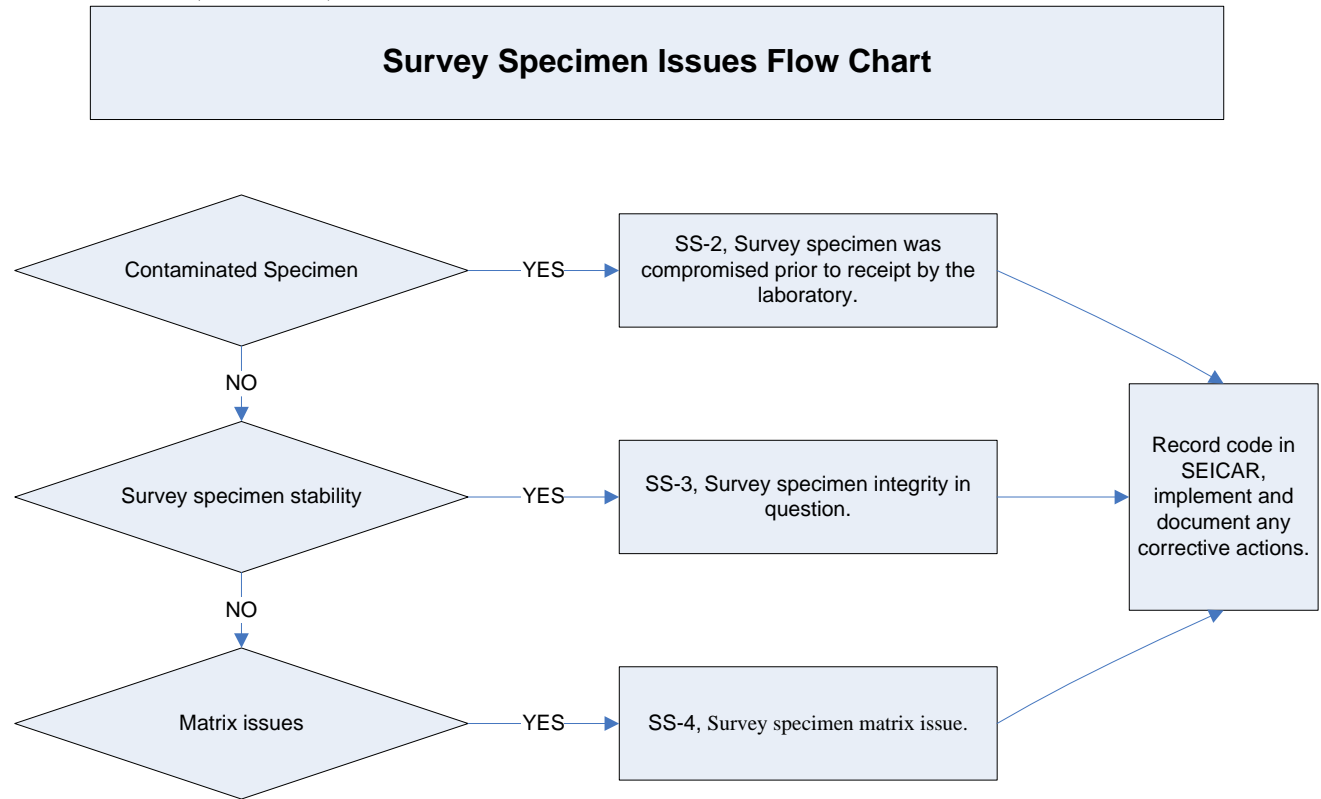 Survey Specimen Issues Flow Chart
Contaminated Specimen
YES
SS-2, Survey specimen was
compromised prior to receipt by the
laboratory.
NO
Survey specimen stability
YES
SS-3, Survey specimen integrity in
question.
Record code in
SEICAR,
implement and
document any
corrective actions.
NO
Matrix issues
YES
SS-4, Survey specimen matrix issue.